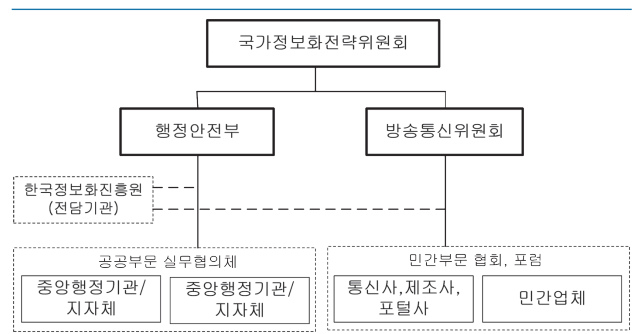 국가정보화전략위원회
행정안전부
방송통신위원회
한국정보화진흥원
(전담기관)
공공부문 실무협의체
중앙행정기관/
지자체
중앙행정기관/
지자체
민간부문 협회, 포럼
통신사,제조사,
포털사
민간업체